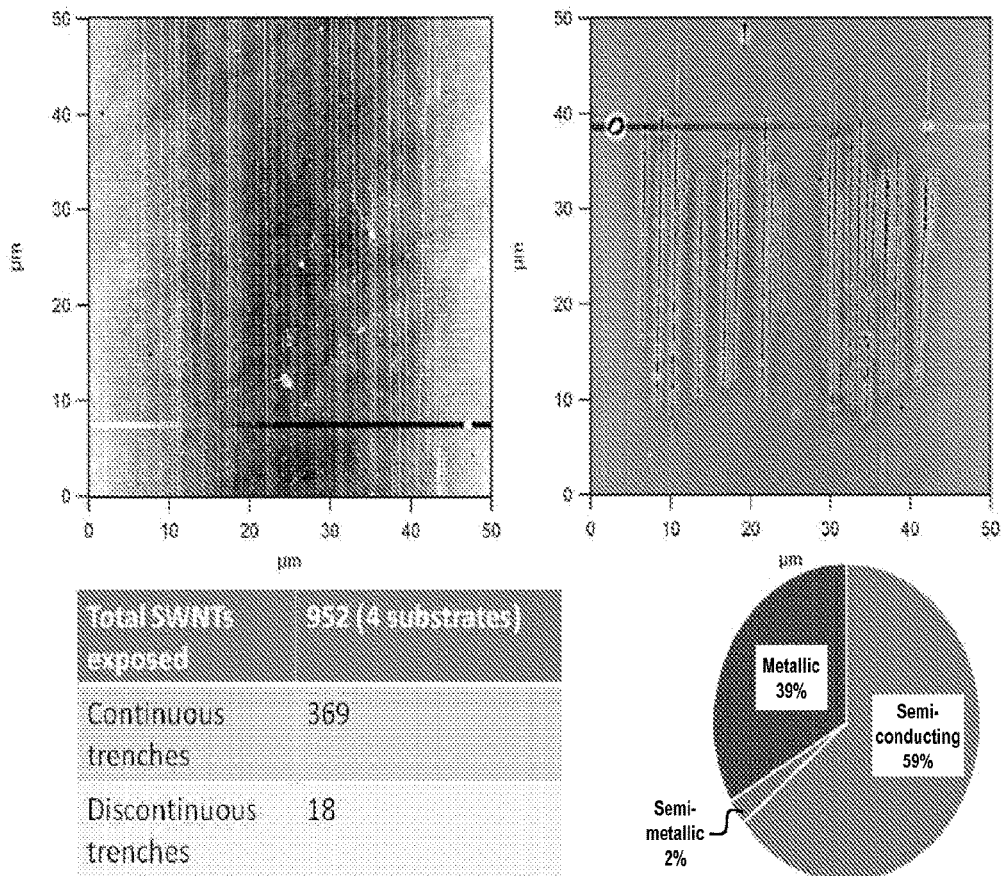 50
40
30
20
10
0
µm
0 10 20 30 40 50
µm
50
40
30
20
10
0
µm
0 10 20 30 40 50
µm
Total SWNTs 952 (4 substrates)
exposed
Continuous 369
trenches
Discontinuous 18
trenches
Metallic
39%
Semi-
conducting
59%
Semi-
metallic
2%